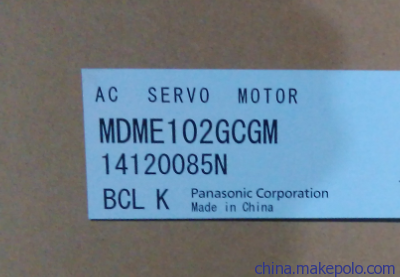 AC SERVO MOTOR
MDME102GCGM
14120085N
BCL K Panasonic Corporation
Made in China
china.makepolo.com